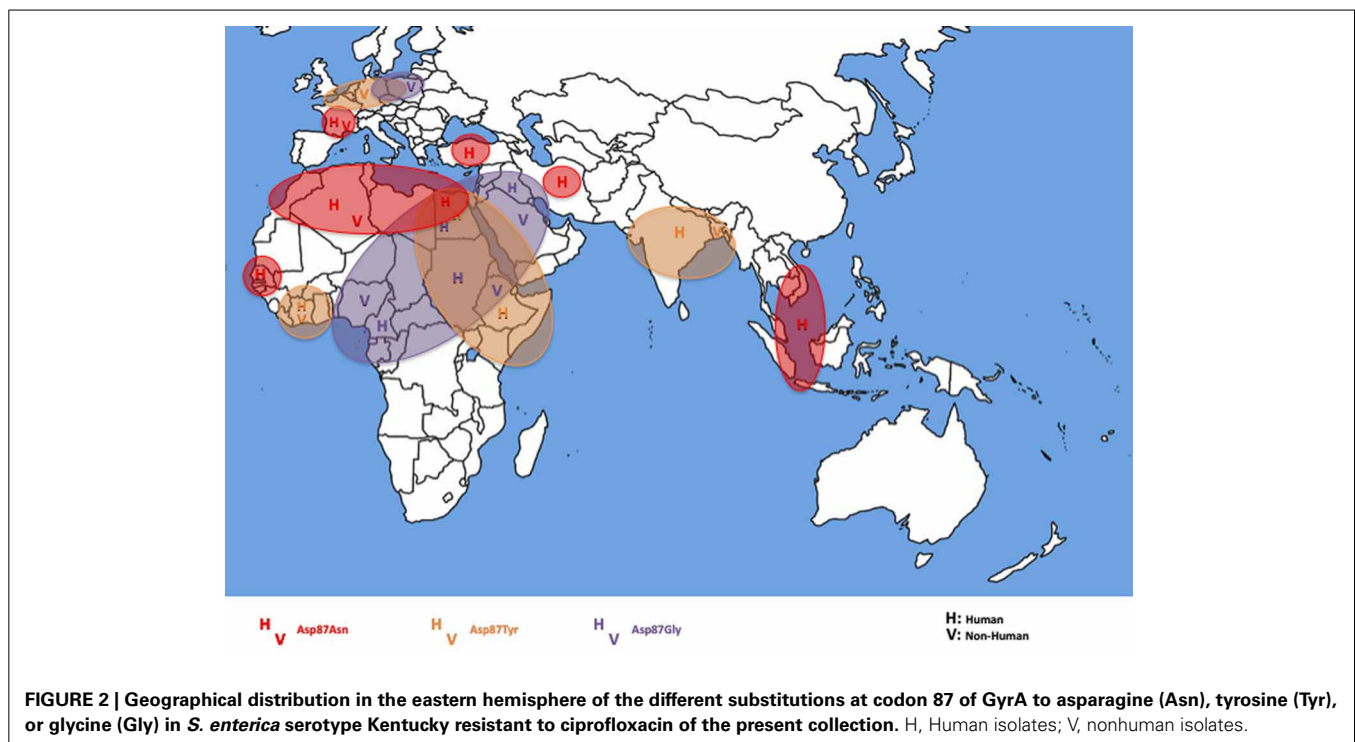 V V
H V
H
H
H
V
H
H
V
H
H
H
H
V
H
V
H
V
H
V
H
H
H
V
H V Asp87Asn
H V Asp87Tyr
H V Asp87Gly
H: Human
V: Non-Human
FIGURE 2 | Geographical distribution in the eastern hemisphere of the different substitutions at codon 87 of GyrA to asparagine (Asn), tyrosine (Tyr),
or glycine (Gly) in S. enterica serotype Kentucky resistant to ciprofloxacin of the present collection. H, Human isolates; V, nonhuman isolates.